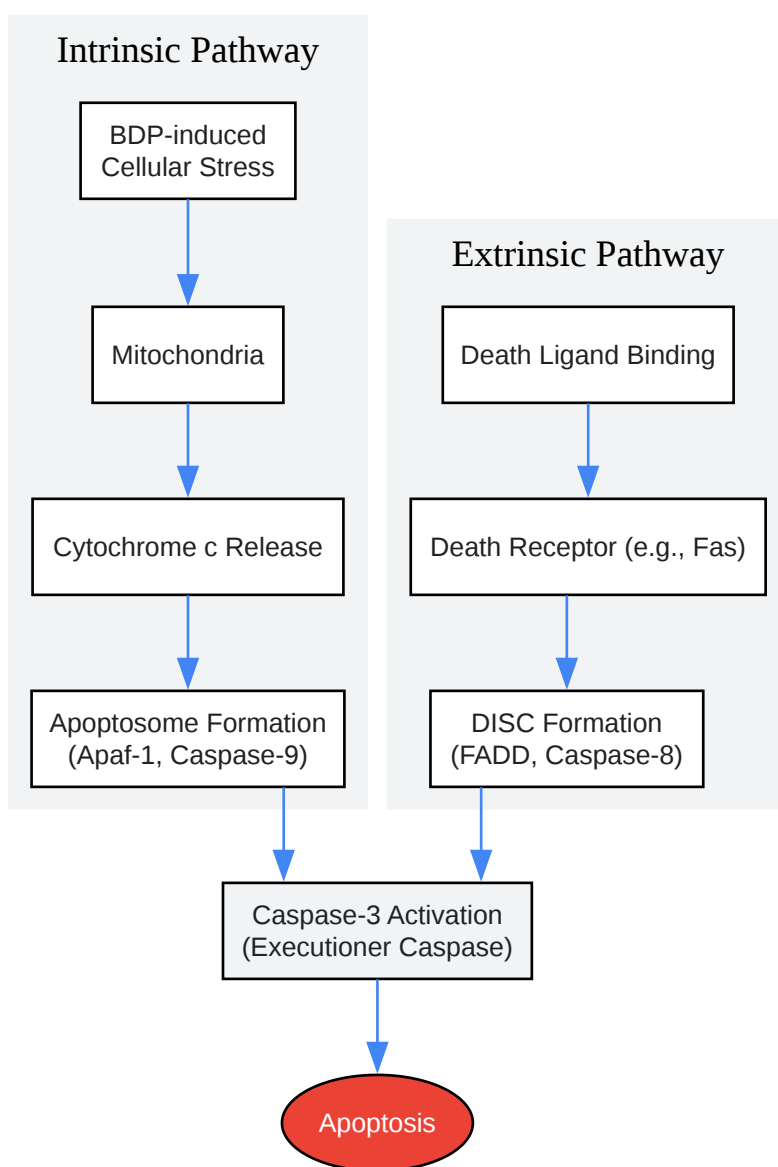 Intrinsic Pathway
BDP-induced
Cellular Stress
Mitochondria
Cytochrome c Release
Apoptosome Formation
(Apaf-1, Caspase-9)
Extrinsic Pathway
Death Ligand Binding
Death Receptor (e.g., Fas)
DISC Formation
(FADD, Caspase-8)
Caspase-3 Activation
(Executioner Caspase)
Apoptosis